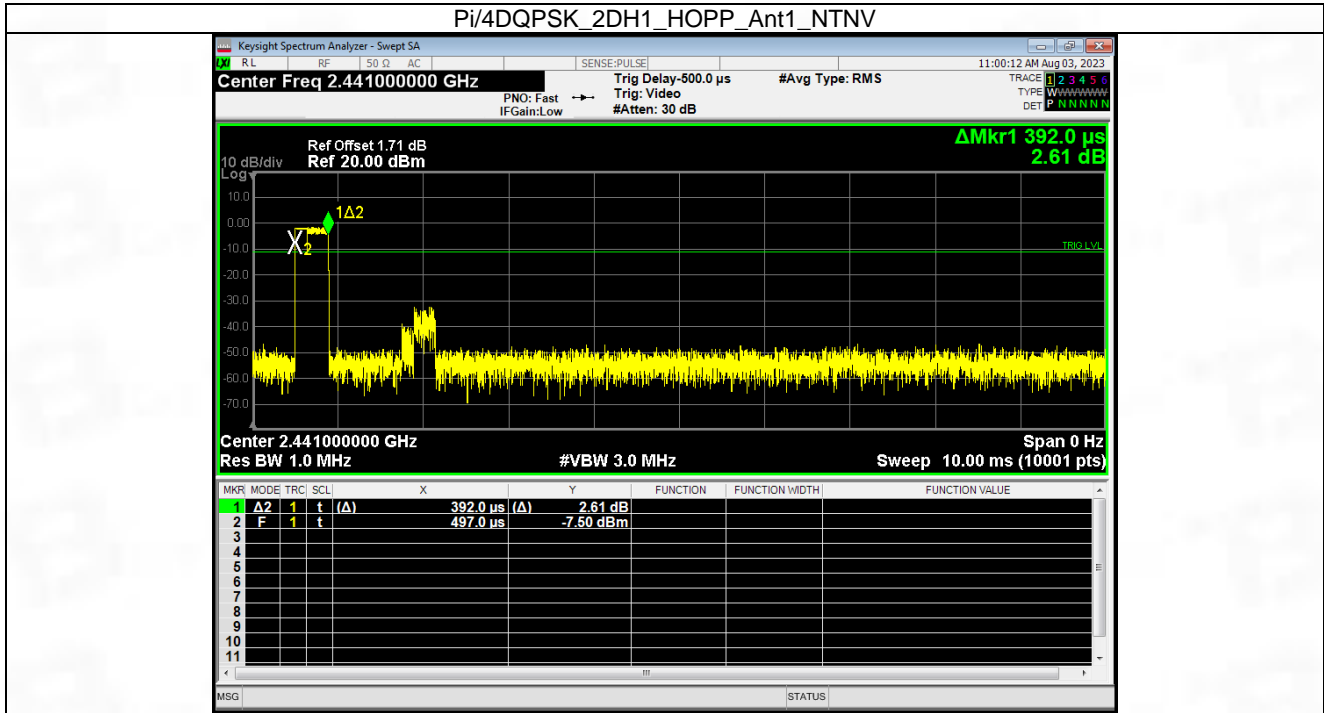 Pi/4DQPSK_2DH1_HOPP_Ant1_NTNV
Keysight Spectrum Analyzer - Swept SA
LXI RL RF 50 Ω AC SENSE:PULSE 11:00:12 AM Aug 03, 2023
Center Freq 2.441000000 GHz
PNO: Fast
IFGain:Low
Trig Delay-500.0 µs
Trig: Video
#Atten: 30 dB
#Avg Type: RMS
TRACE 1 2 3 4 5 6
TYPE WWWWWW
DET P N N N N N
ΔMkr1 392.0 µs
2.61 dB
Ref Offset 1.71 dB
10 dB/div Ref 20.00 dBm
Log
10.0
1Δ2
0.00
2
-10.0
TRIG LVL
-20.0
-30.0
-40.0
-50.0
-60.0
-70.0
Center 2.441000000 GHz Span 0 Hz
Res BW 1.0 MHz #VBW 3.0 MHz Sweep 10.00 ms (10001 pts)
MKR MODE TRC SCL X Y FUNCTION FUNCTION WIDTH FUNCTION VALUE
1 Δ2 1 t (Δ) 392.0 µs (Δ) 2.61 dB
2 F 1 t 497.0 µs -7.50 dBm
3
4
5
6
7
8
9
10
11
MSG STATUS